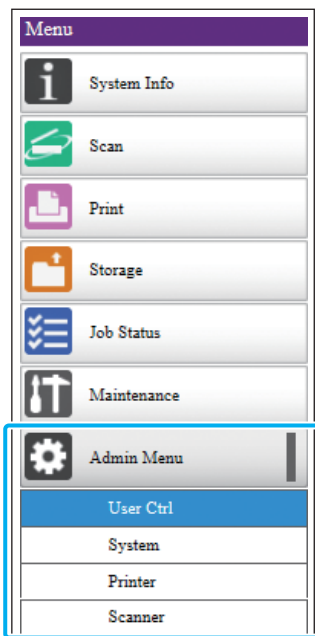 Menu
System Info
Scan
Print
Storage
Job Status
Maintenance
Admin Menu
User Ctrl
System
Printer
Scanner